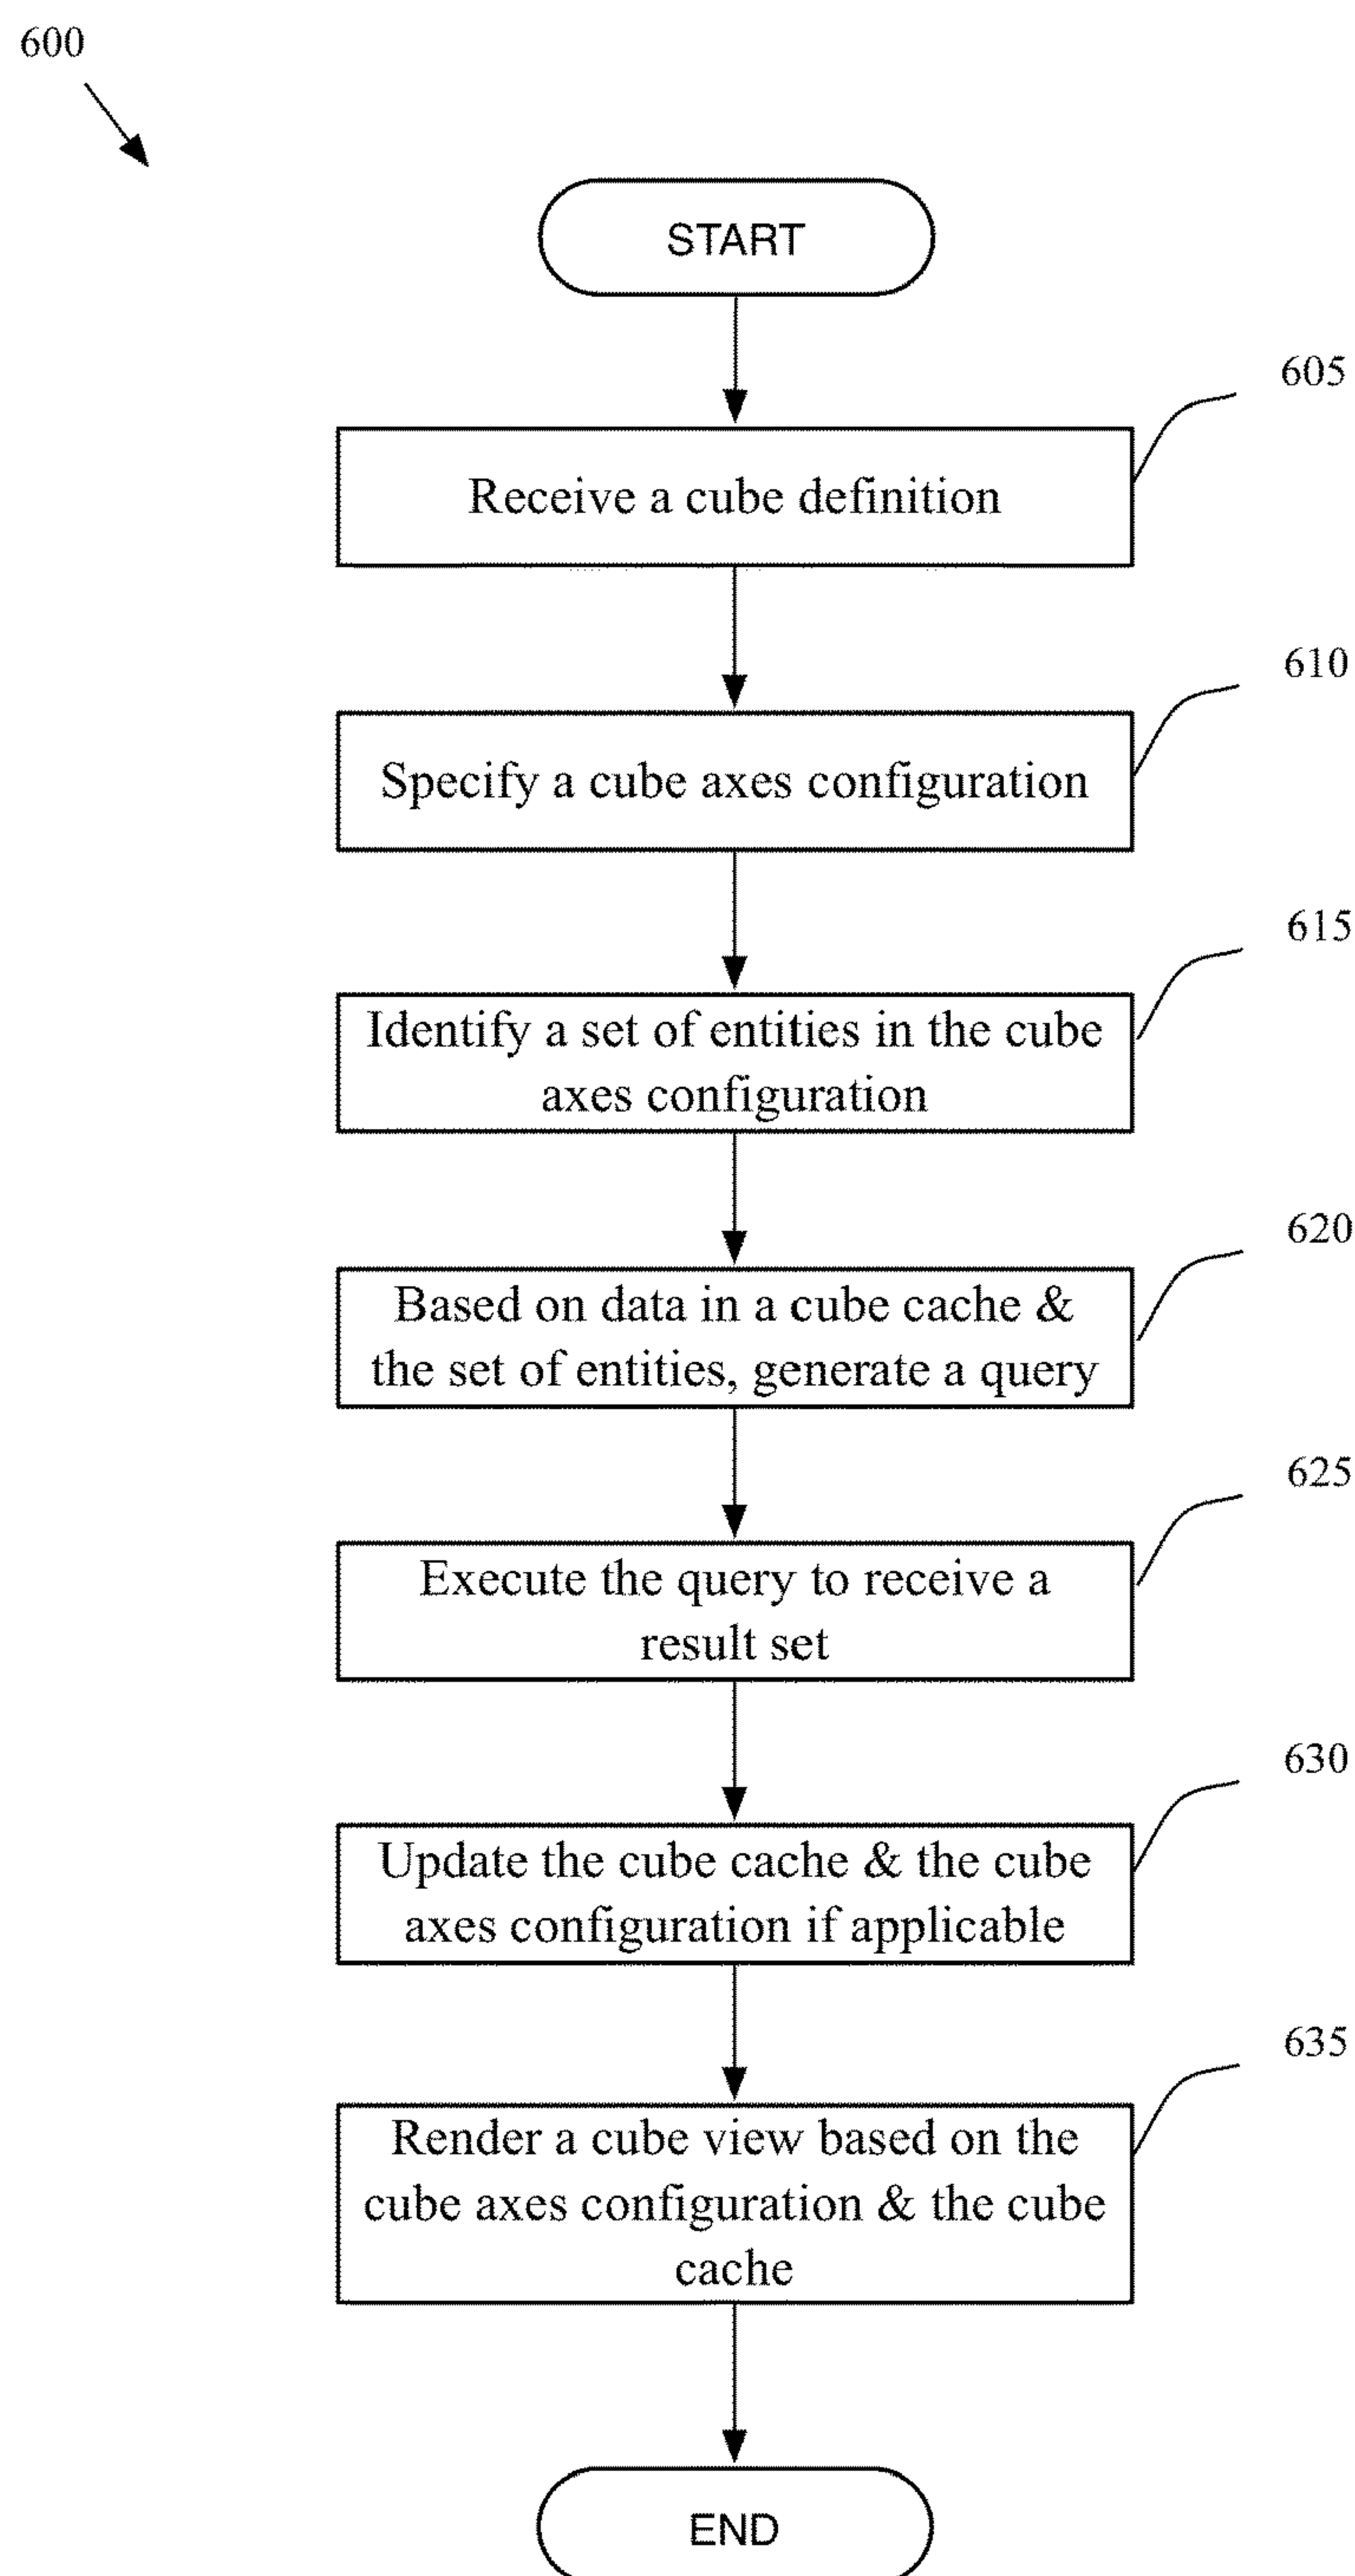 600
START
605
Receive a cube definition
610
Specify a cube axes configuration
615
Identify a set of entities in the cube
axes configuration
620
Based on data in a cube cache &
the set of entities, generate a query
625
Execute the query to receive a
result set
630
Update the cube cache & the cube
axes configuration if applicable
635
Render a cube view based on the
cube axes configuration & the cube
cache
END